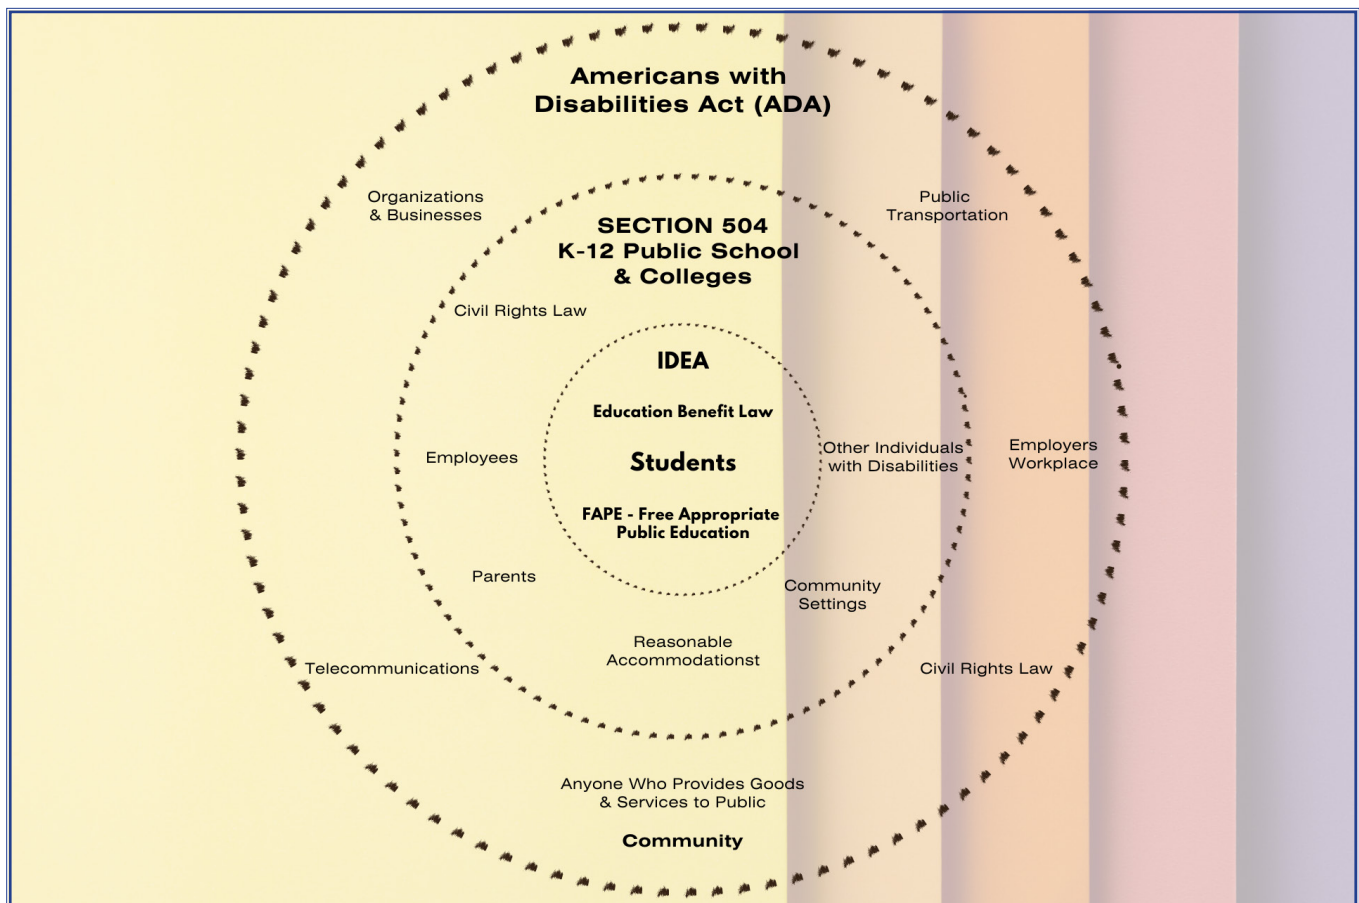 Americans with
Disabilities Act (ADA)
Organizations
& Businesses
Public
Transportation
SECTION 504
K-12 Public School
& Colleges
Civil Rights Law
IDEA
Education Benefit Law
Students
FAPE - Free Appropriate
Public Education
Employees
Other Individuals
with Disabilities
Employers
Workplace
Parents
Community
Settings
Reasonable
Accommodationst
Telecommunications
Civil Rights Law
Anyone Who Provides Goods
& Services to Public
Community